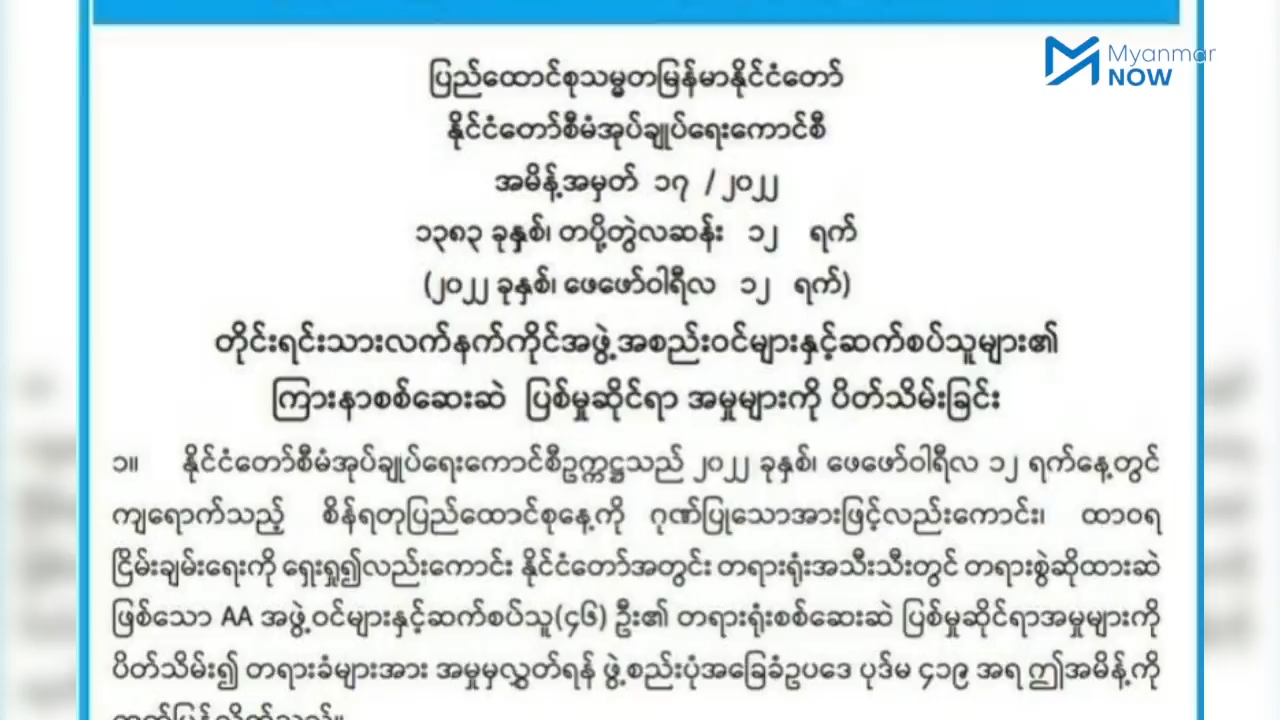 Myanmar
NOW
ပြည်ထောင်စုသမ္မတမြန်မာနိုင်ငံတော်
နိုင်ငံတော်စီမံအုပ်ချုပ်ရေးကောင်စီ
အမိန့်အမှတ် ၁၇ / ၂၀၂၂
၁၃၈၃ ခုနှစ်၊ တပို့တွဲလဆန်း ၁၂ ရက်
(၂၀၂၂ ခုနှစ်၊ ဖေဖော်ဝါရီလ ၁၂ ရက်)
တိုင်းရင်းသားလက်နက်ကိုင်အဖွဲ့အစည်းဝင်များနှင့်ဆက်စပ်သူများ၏
ကြားနာစစ်ဆေးဆဲ ပြစ်မှုဆိုင်ရာ အမှုများကို ပိတ်သိမ်းခြင်း
၁။ နိုင်ငံတော်စီမံအုပ်ချုပ်ရေးကောင်စီဥက္ကဋ္ဌသည် ၂၀၂၂ ခုနှစ်၊ ဖေဖော်ဝါရီလ ၁၂ ရက်နေ့တွင်
ကျရောက်သည့် စိန်ရတုပြည်ထောင်စုနေ့ကို ဂုဏ်ပြုသောအားဖြင့်လည်းကောင်း၊ ထာဝရ
ငြိမ်းချမ်းရေးကို ရှေးရှု၍လည်းကောင်း နိုင်ငံတော်အတွင်း တရားရုံးအသီးသီးတွင် တရားစွဲဆိုထားဆဲ
ဖြစ်သော AA အဖွဲ့ဝင်များနှင့်ဆက်စပ်သူ(၄၆) ဦး၏ တရားရုံးစစ်ဆေးဆဲ ပြစ်မှုဆိုင်ရာအမှုများကို
ပိတ်သိမ်း၍ တရားခံများအား အမှုမှလွှတ်ရန် ဖွဲ့စည်းပုံအခြေခံဥပဒေ ပုဒ်မ ၄၁၉ အရ ဤအမိန့်ကို